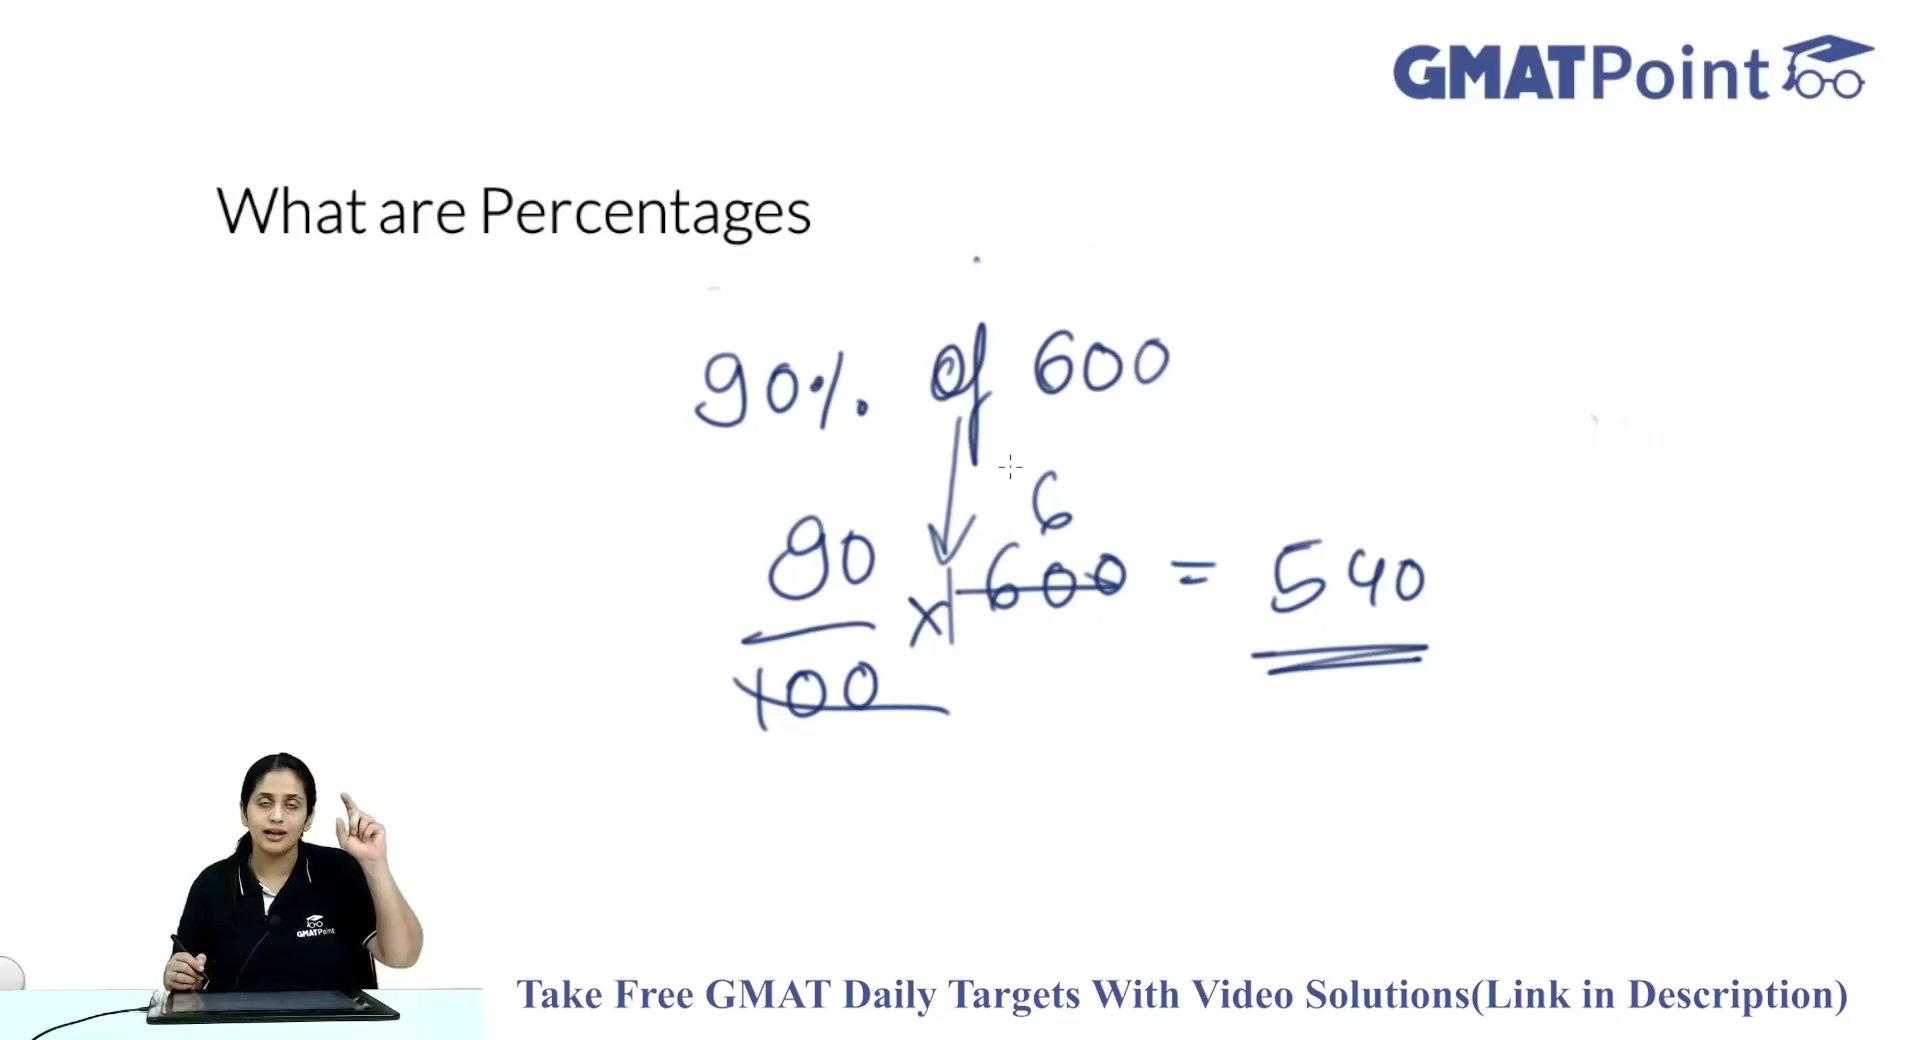 GMATPoint
What are Percentages
90% of 600
6
90 × 600 = 540
100
GMATPoint
Take Free GMAT Daily Targets With Video Solutions(Link in Description)